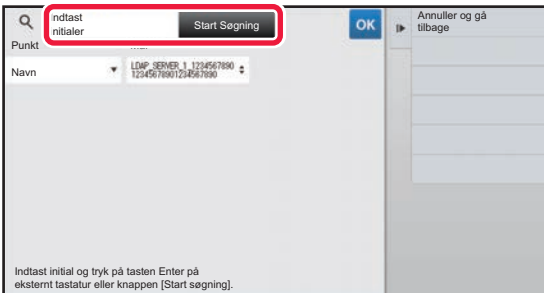 ndtast
nitialer
Start Søgning
OK
Annuller og gå
tilbage
Punkt
Navn
LDAP_SERVER_1_1234567890
12345678901234567890
Indtast initial og tryk på tasten Enter på
eksternt tastatur eller knappen [Start søgning].